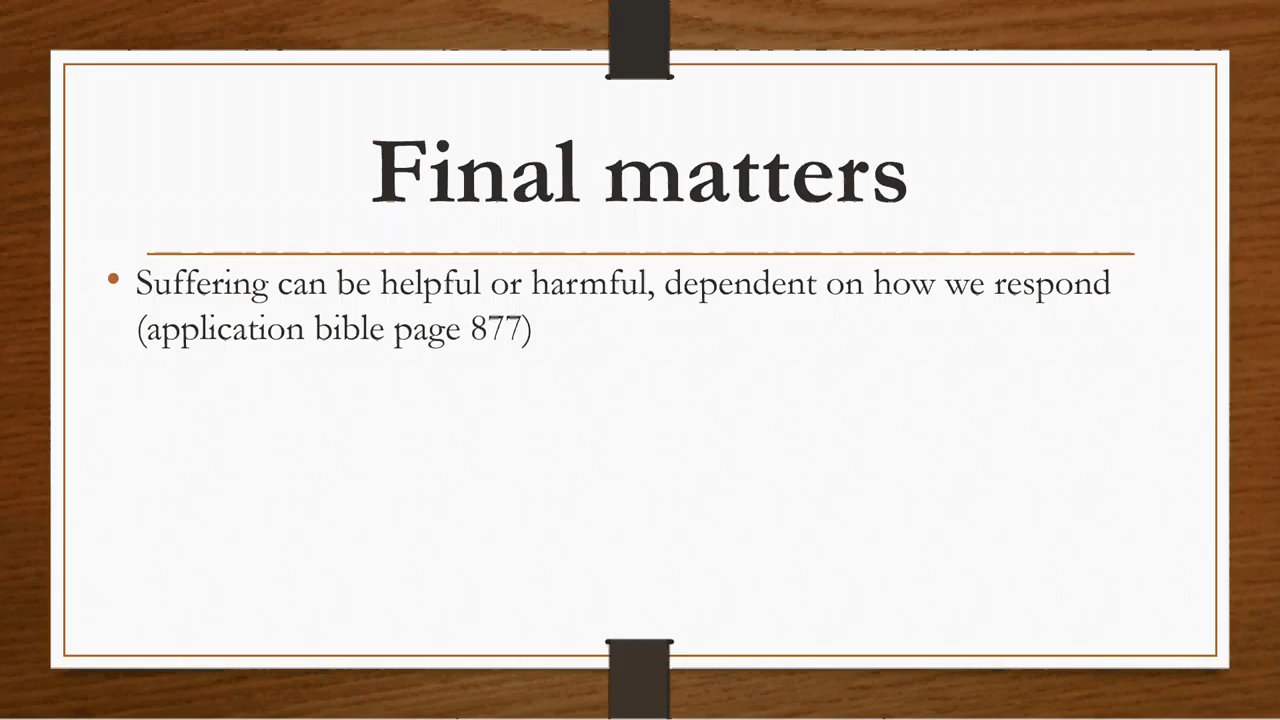 Final matters
• Suffering can be helpful or harmful, dependent on how we respond
(application bible page 877)